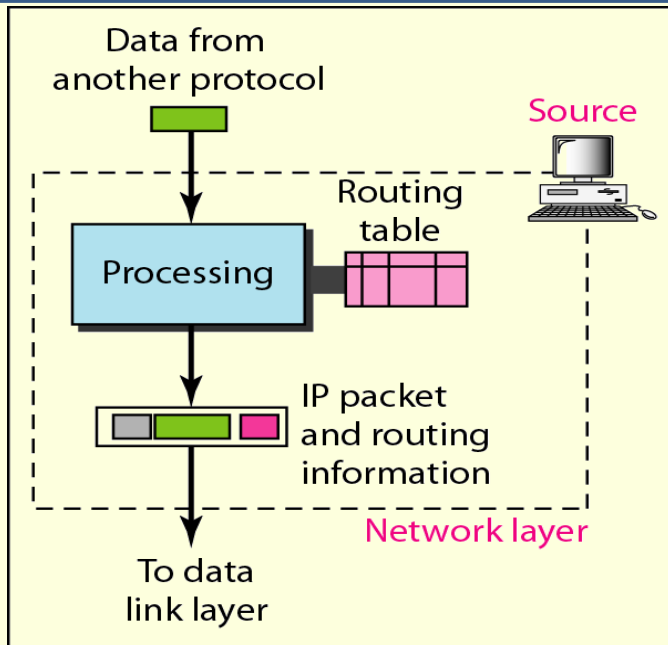 Data from
another protocol
Source
Routing
table
Processing
IP packet
and routing
information
Network layer
To data
link layer